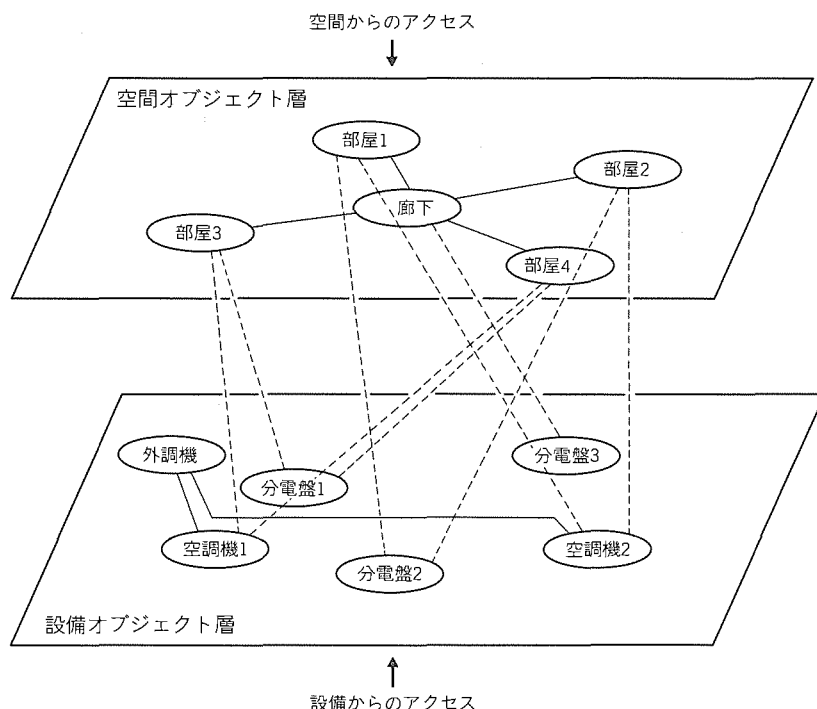 空間からのアクセス
空間オブジェクト層
部屋1
部屋2
廊下
部屋3
部屋4
外調機
分電盤3
分電盤1
空調機1
空調機2
分電盤2
設備オブジェクト層
設備からのアクセス